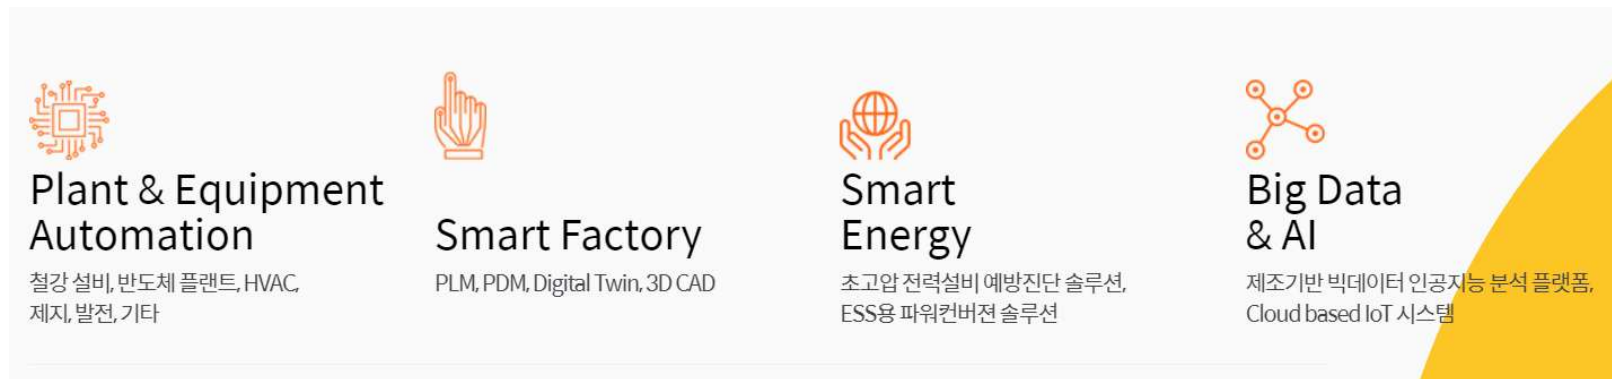 Plant & Equipment
Automation
철강 설비, 반도체 플랜트, HVAC,
제지, 발전, 기타
Smart Factory
PLM, PDM, Digital Twin, 3D CAD
Smart
Energy
초고압 전력설비 예방진단 솔루션,
ESS용 파워컨버젼 솔루션
Big Data
& AI
제조기반 빅데이터 인공지능 분석 플랫폼,
Cloud based IoT 시스템